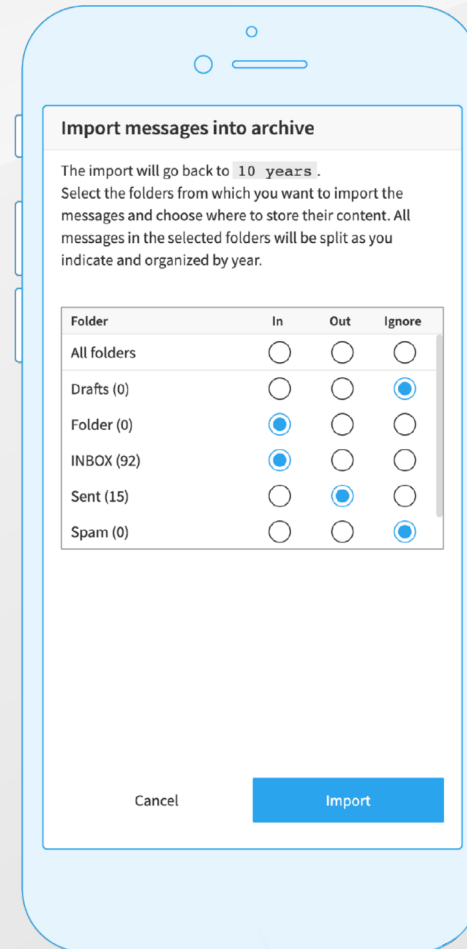 Import messages into archive
The import will go back to 10 years .
Select the folders from which you want to import the
messages and choose where to store their content. All
messages in the selected folders will be split as you
indicate and organized by year.
Folder In Out Ignore
All folders
Drafts (0)
Folder (0)
INBOX (92)
Sent (15)
Spam (0)
Cancel Import